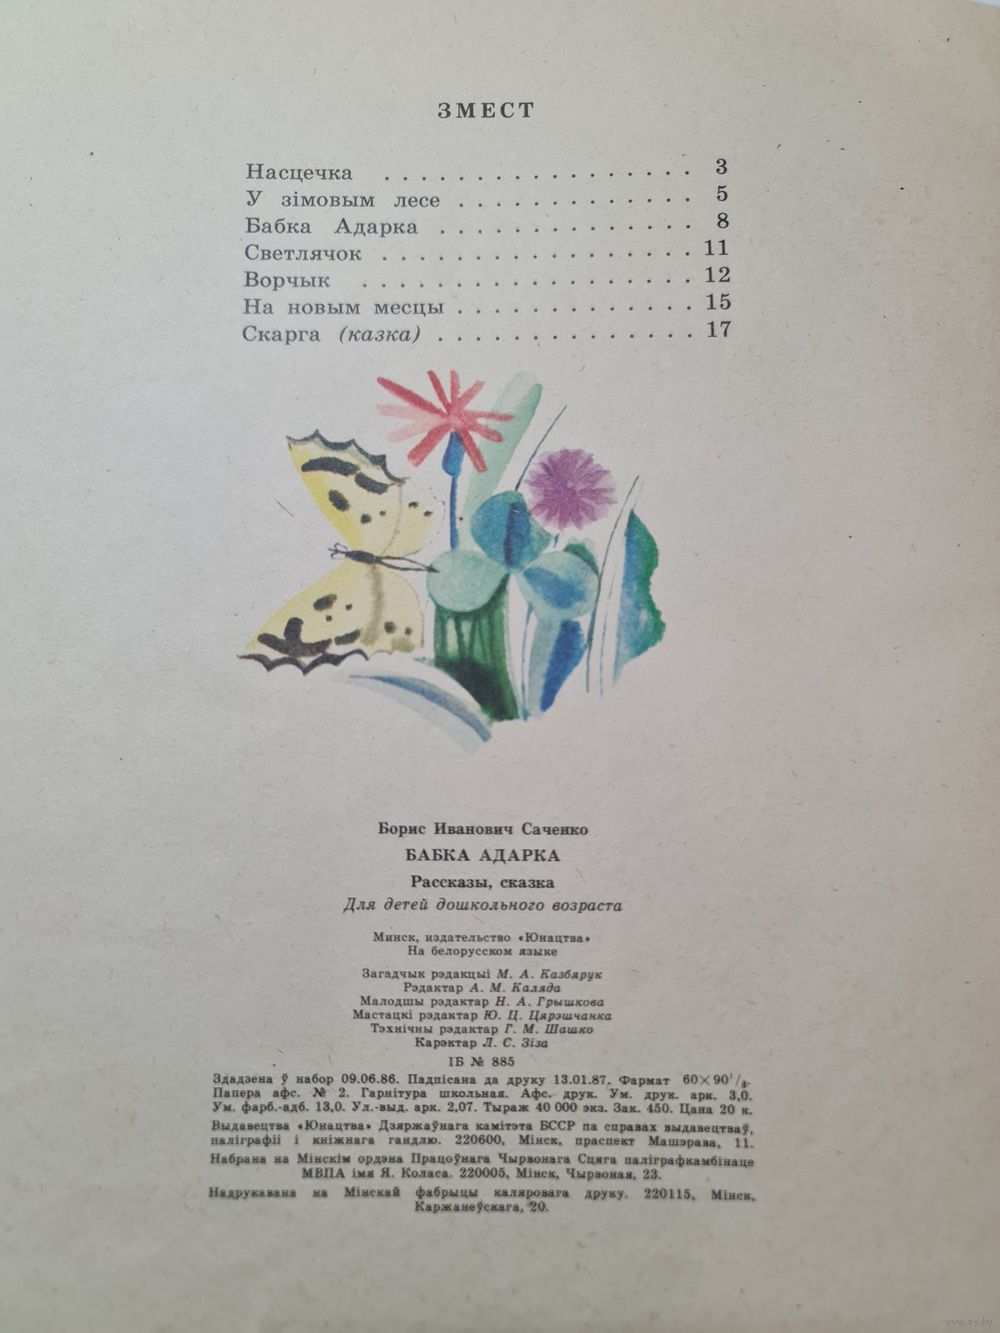 ЗМЕСТ
Насцечка . . . . . . . . . . . . . . . . . 3
У зімовым лесе . . . . . . . . . . . . . 5
Бабка Адарка . . . . . . . . . . . . . . 8
Светлячок . . . . . . . . . . . . . . . . . 11
Ворчык . . . . . . . . . . . . . . . . . . 12
На новым месцы . . . . . . . . . . . . . 15
Скарга (казка) . . . . . . . . . . . . . . 17
Борис Иванович Саченко
БАБКА АДАРКА
Рассказы, сказка
Для детей дошкольного возраста
Минск, издательство «Юнацтва»
На белорусском языке
Загадчык рэдакцыі М. А. Казбярук
Рэдактар А. М. Каляда
Малодшы рэдактар Н. А. Грышкова
Мастацкі рэдактар Ю. Ц. Цярэшчанка
Тэхнічны рэдактар Г. М. Шашко
Карэктар Л. С. Зіза
ІБ № 885
Здадзена ў набор 09.06.86. Падпісана да друку 13.01.87. Фармат 60×90¹/₄.
Папера афс. № 2. Гарнітура школьная. Афс. друк. Ум. друк. арк. 3,0.
Ум. фарб.-адб. 13,0. Ул.-выд. арк. 2,07. Тыраж 40 000 экз. Зак. 450. Цана 20 к.
Выдавецтва «Юнацтва» Дзяржаўнага камітэта БССР па справах выдавецтваў,
паліграфіі і кніжнага гандлю. 220600, Мінск, праспект Машэрава, 11.
Набрана на Мінскім ордэна Працоўнага Чырвонага Сцяга паліграфкамбінаце
МВПА імя Я. Коласа. 220005, Мінск, Чырвоная, 23.
Надрукавана на Мінскай фабрыцы каляровага друку. 220115, Мінск,
Каржанеўскага, 20.
www.ay.by